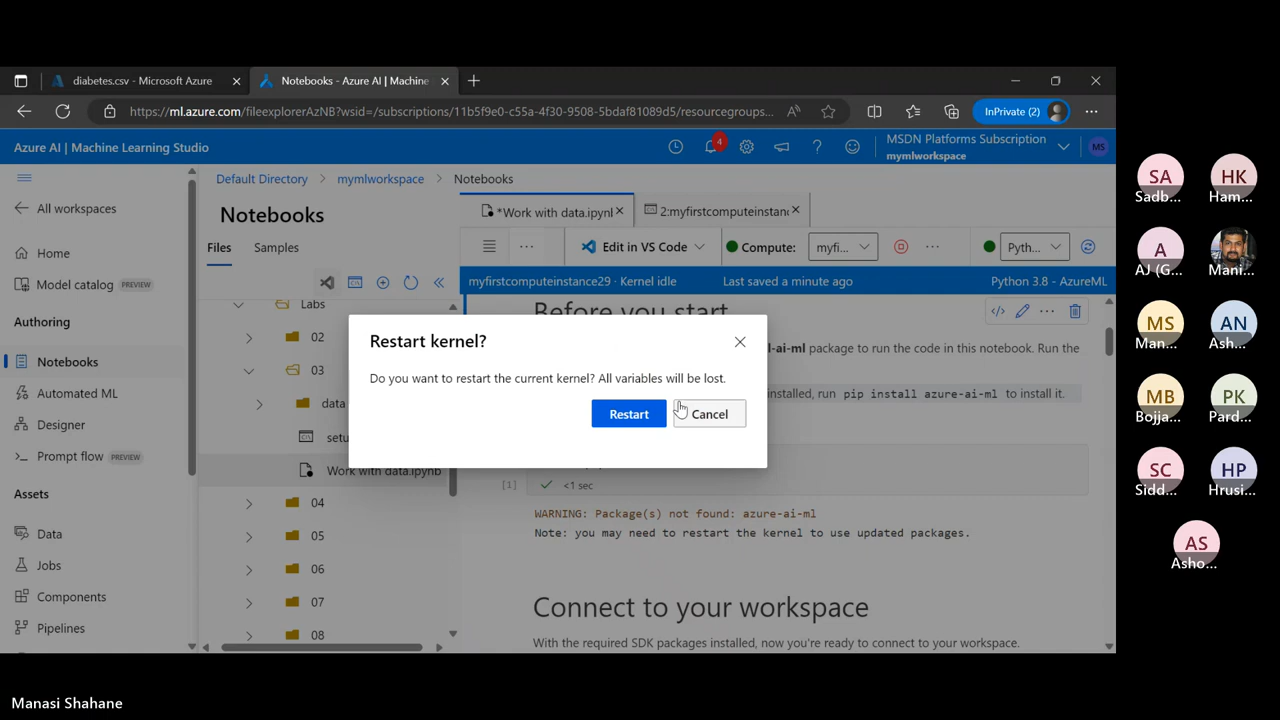 diabetes.csv - Microsoft Azure
Notebooks - Azure AI | Machine
https://ml.azure.com/fileexplorerAzNB?wsid=/subscriptions/11b5f9e0-c55a-4f30-9508-5bdaf81089d5/resourcegroups...
InPrivate (2)
Azure AI | Machine Learning Studio
4
MSDN Platforms Subscription
mymlworkspace
MS
All workspaces
Home
Model catalog PREVIEW
Authoring
Notebooks
Automated ML
Designer
Prompt flow PREVIEW
Assets
Data
Jobs
Components
Pipelines
Default Directory > mymlworkspace > Notebooks
Notebooks
Files Samples
Labs
02
03
data
setu
Work with data.ipynb
04
05
06
07
08
*Work with data.ipynl
2:myfirstcomputeinstanc
Edit in VS Code
Compute:
myfi...
Pyth...
myfirstcomputeinstance29 · Kernel idle
Last saved a minute ago
Python 3.8 - AzureML
Before you start
l-ai-ml package to run the code in this notebook. Run the
installed, run pip install azure-ai-ml to install it.
Restart kernel?
Do you want to restart the current kernel? All variables will be lost.
Restart
Cancel
[1]
<1 sec
WARNING: Package(s) not found: azure-ai-ml
Note: you may need to restart the kernel to use updated packages.
Connect to your workspace
With the required SDK packages installed, now you're ready to connect to your workspace.
SA
Sadb...
HK
Ham...
A
AJ (G...
Mani...
MS
Man...
AN
Ash...
MB
Bojja...
PK
Pard...
SC
Sidd...
HP
Hrusi...
AS
Asho...
Manasi Shahane